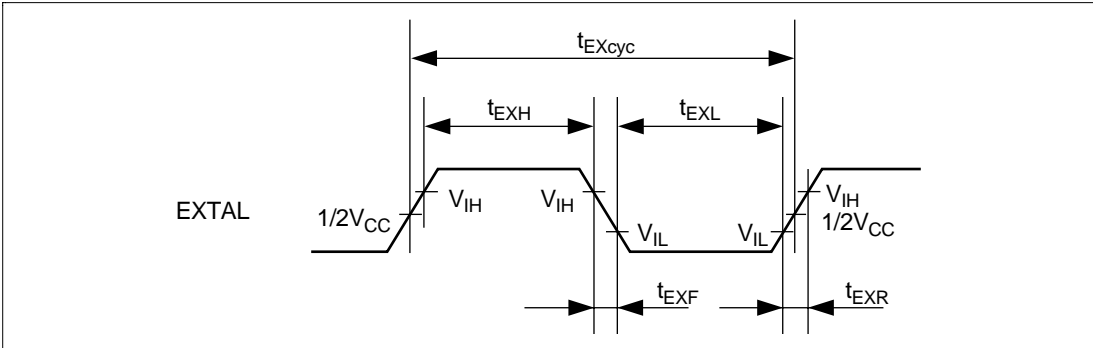 tEXcyc
tEXH tEXL
EXTAL 1/2VCC VIH VIH VIL VIL VIH
1/2VCC
tEXF tEXR